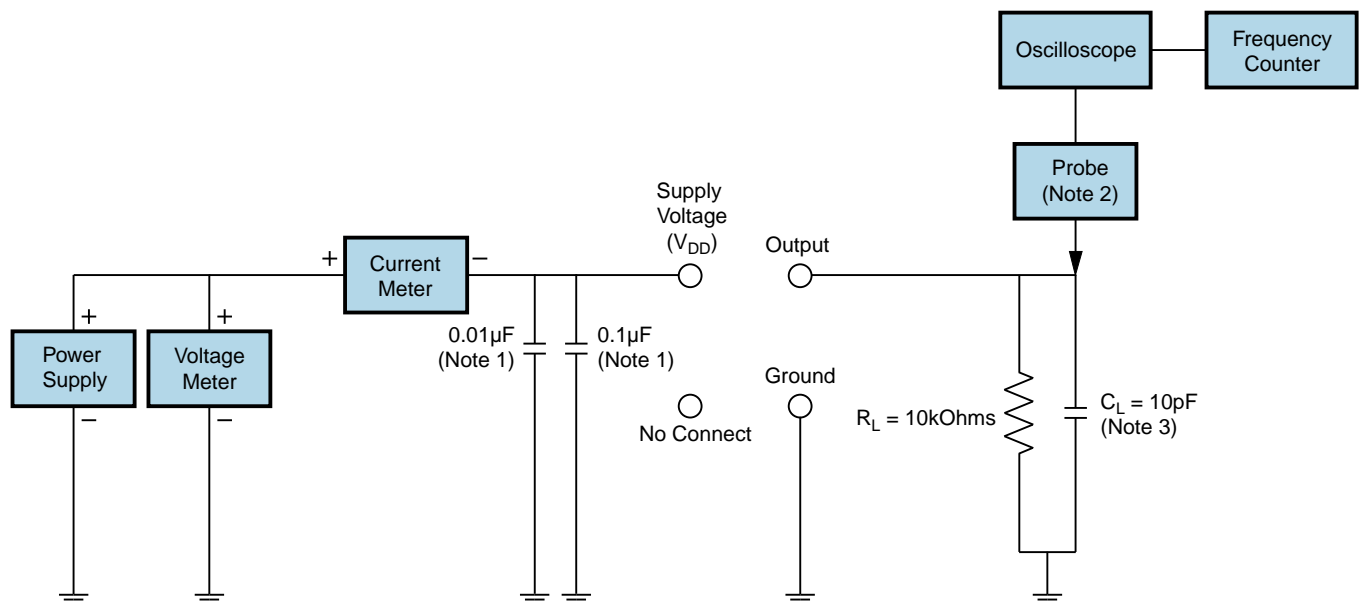 Oscilloscope
Frequency
Counter
Probe
(Note 2)
Supply
Voltage
(V_DD)
Output
+
Current
Meter
−
+
Power
Supply
−
+
Voltage
Meter
−
0.01µF
(Note 1)
0.1µF
(Note 1)
No Connect
Ground
R_L = 10kOhms
C_L = 10pF
(Note 3)